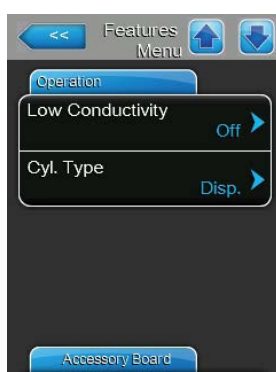 <<
Features
Menu
Operation
Low Conductivity
Off
Cyl. Type
Disp.
Accessory Board